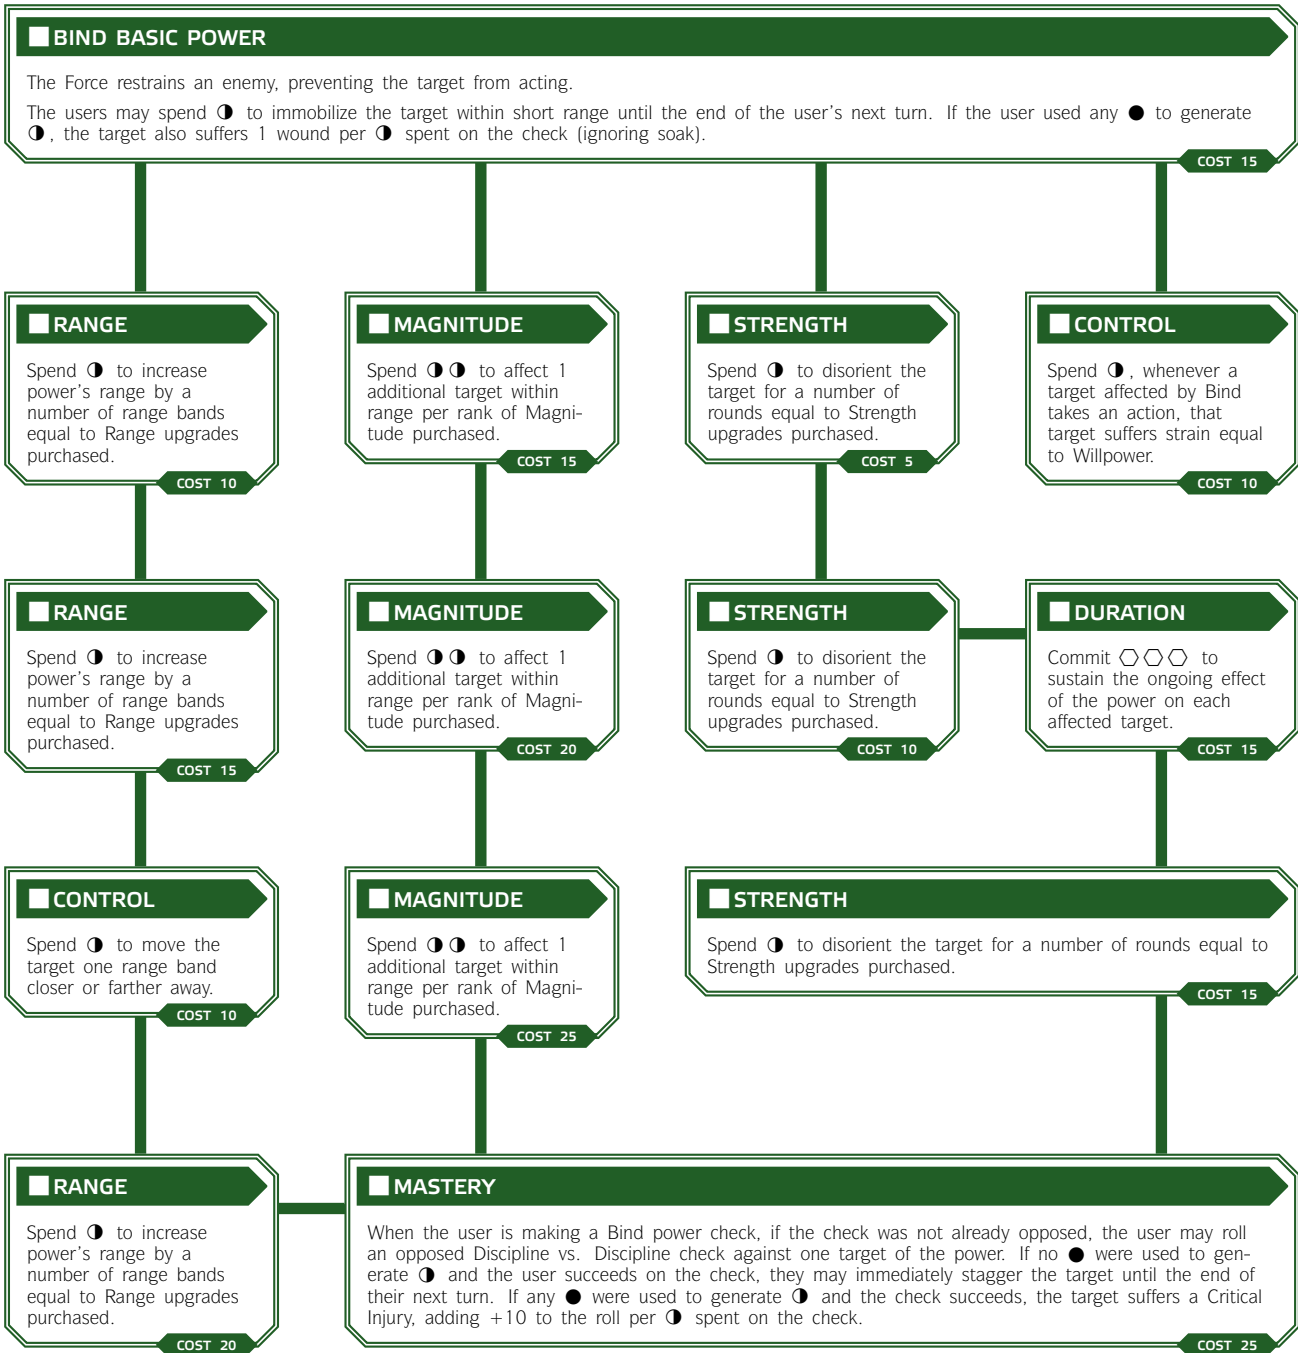 BIND BASIC POWER
The Force restrains an enemy, preventing the target from acting.
The users may spend ◑ to immobilize the target within short range until the end of the user's next turn. If the user used any ● to generate
◑, the target also suffers 1 wound per ◑ spent on the check (ignoring soak).
COST 15
RANGE
Spend ◑ to increase
power's range by a
number of range bands
equal to Range upgrades
purchased.
COST 10
MAGNITUDE
Spend ◑◑ to affect 1
additional target within
range per rank of Magni-
tude purchased.
COST 15
STRENGTH
Spend ◑ to disorient the
target for a number of
rounds equal to Strength
upgrades purchased.
COST 5
CONTROL
Spend ◑, whenever a
target affected by Bind
takes an action, that
target suffers strain equal
to Willpower.
COST 10
RANGE
Spend ◑ to increase
power's range by a
number of range bands
equal to Range upgrades
purchased.
COST 15
MAGNITUDE
Spend ◑◑ to affect 1
additional target within
range per rank of Magni-
tude purchased.
COST 20
STRENGTH
Spend ◑ to disorient the
target for a number of
rounds equal to Strength
upgrades purchased.
COST 10
DURATION
Commit ⬡⬡⬡ to
sustain the ongoing effect
of the power on each
affected target.
COST 15
CONTROL
Spend ◑ to move the
target one range band
closer or farther away.
COST 10
MAGNITUDE
Spend ◑◑ to affect 1
additional target within
range per rank of Magni-
tude purchased.
COST 25
STRENGTH
Spend ◑ to disorient the target for a number of rounds equal to
Strength upgrades purchased.
COST 15
RANGE
Spend ◑ to increase
power's range by a
number of range bands
equal to Range upgrades
purchased.
COST 20
MASTERY
When the user is making a Bind power check, if the check was not already opposed, the user may roll
an opposed Discipline vs. Discipline check against one target of the power. If no ● were used to gen-
erate ◑ and the user succeeds on the check, they may immediately stagger the target until the end of
their next turn. If any ● were used to generate ◑ and the check succeeds, the target suffers a Critical
Injury, adding +10 to the roll per ◑ spent on the check.
COST 25